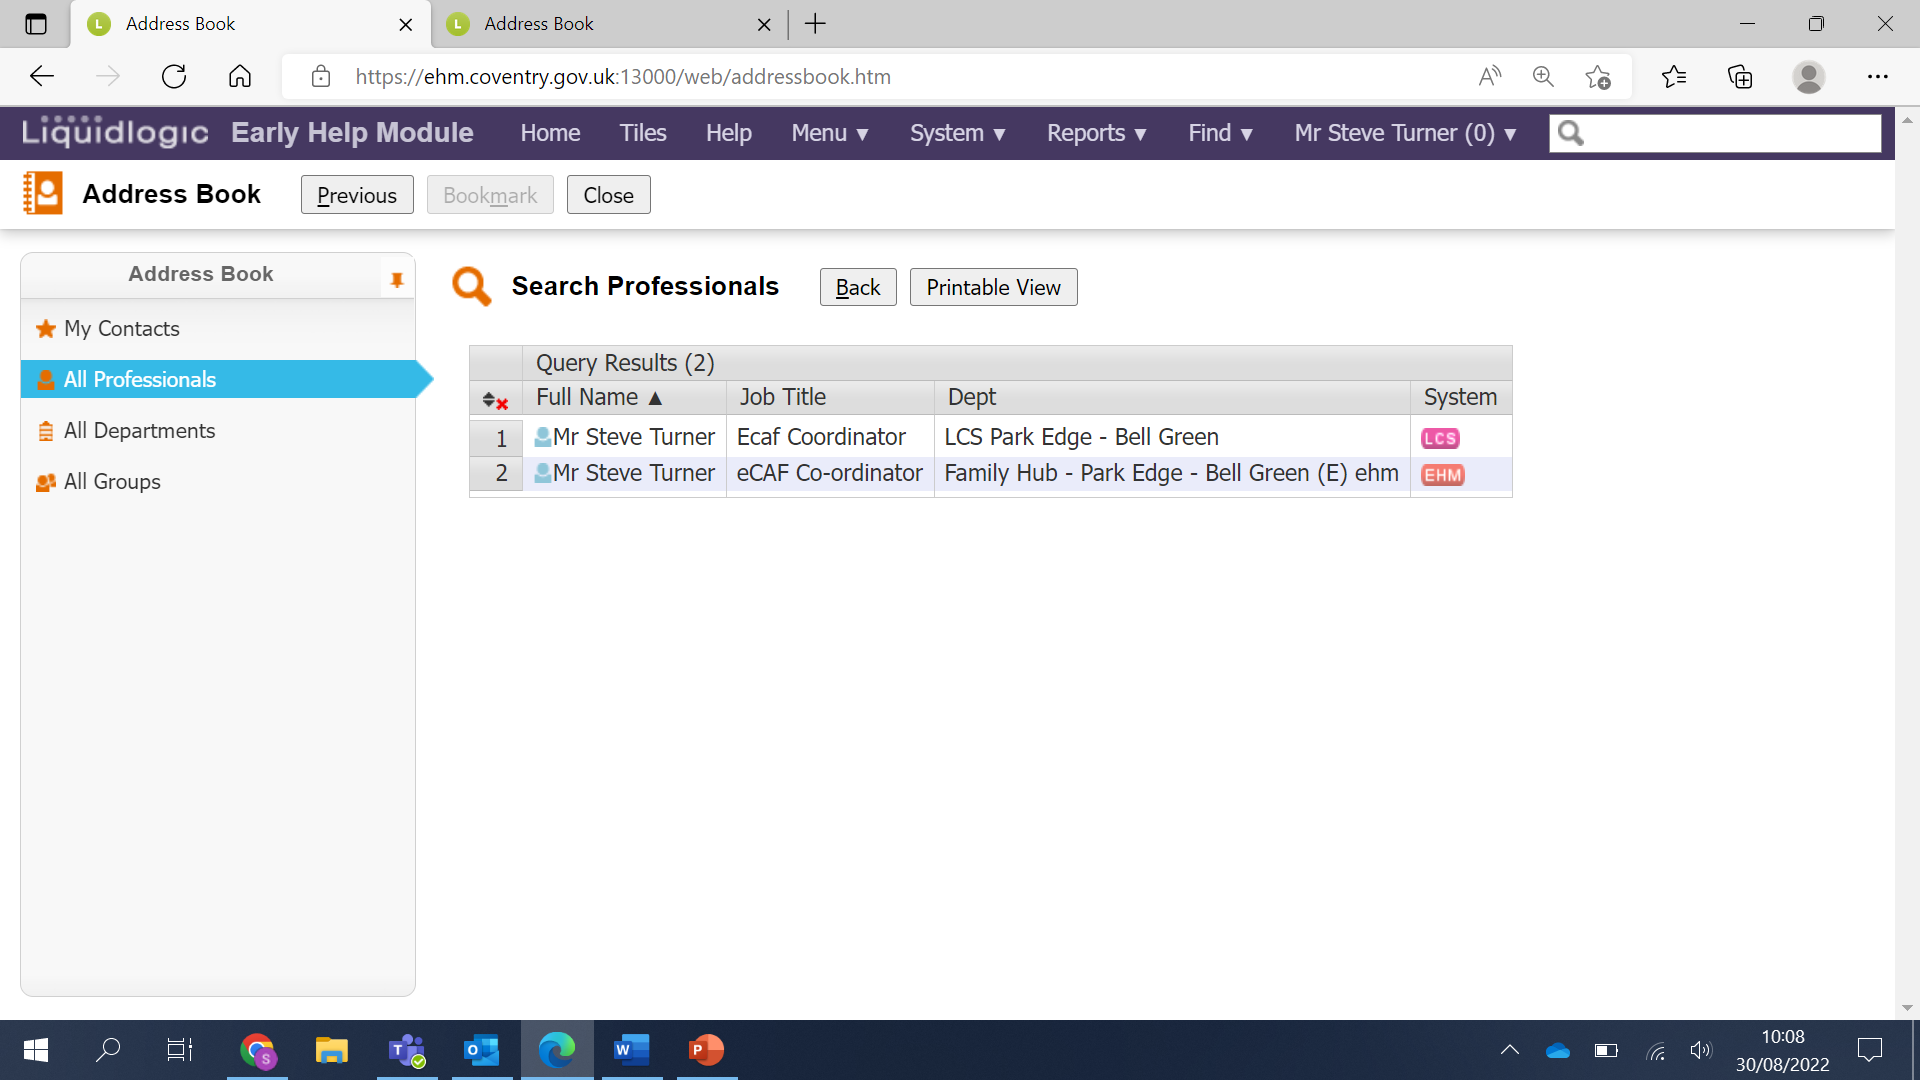 Address Book
Address Book
https://ehm.coventry.gov.uk:13000/web/addressbook.htm
Liquidlogic Early Help Module Home Tiles Help Menu ▼ System ▼ Reports ▼ Find ▼ Mr Steve Turner (0) ▼
Address Book Previous Bookmark Close
Address Book
My Contacts
All Professionals
All Departments
All Groups
Search Professionals Back Printable View
Query Results (2)
Full Name ▲ Job Title Dept System
1 Mr Steve Turner Ecaf Coordinator LCS Park Edge - Bell Green LCS
2 Mr Steve Turner eCAF Co-ordinator Family Hub - Park Edge - Bell Green (E) ehm EHM
10:08
30/08/2022